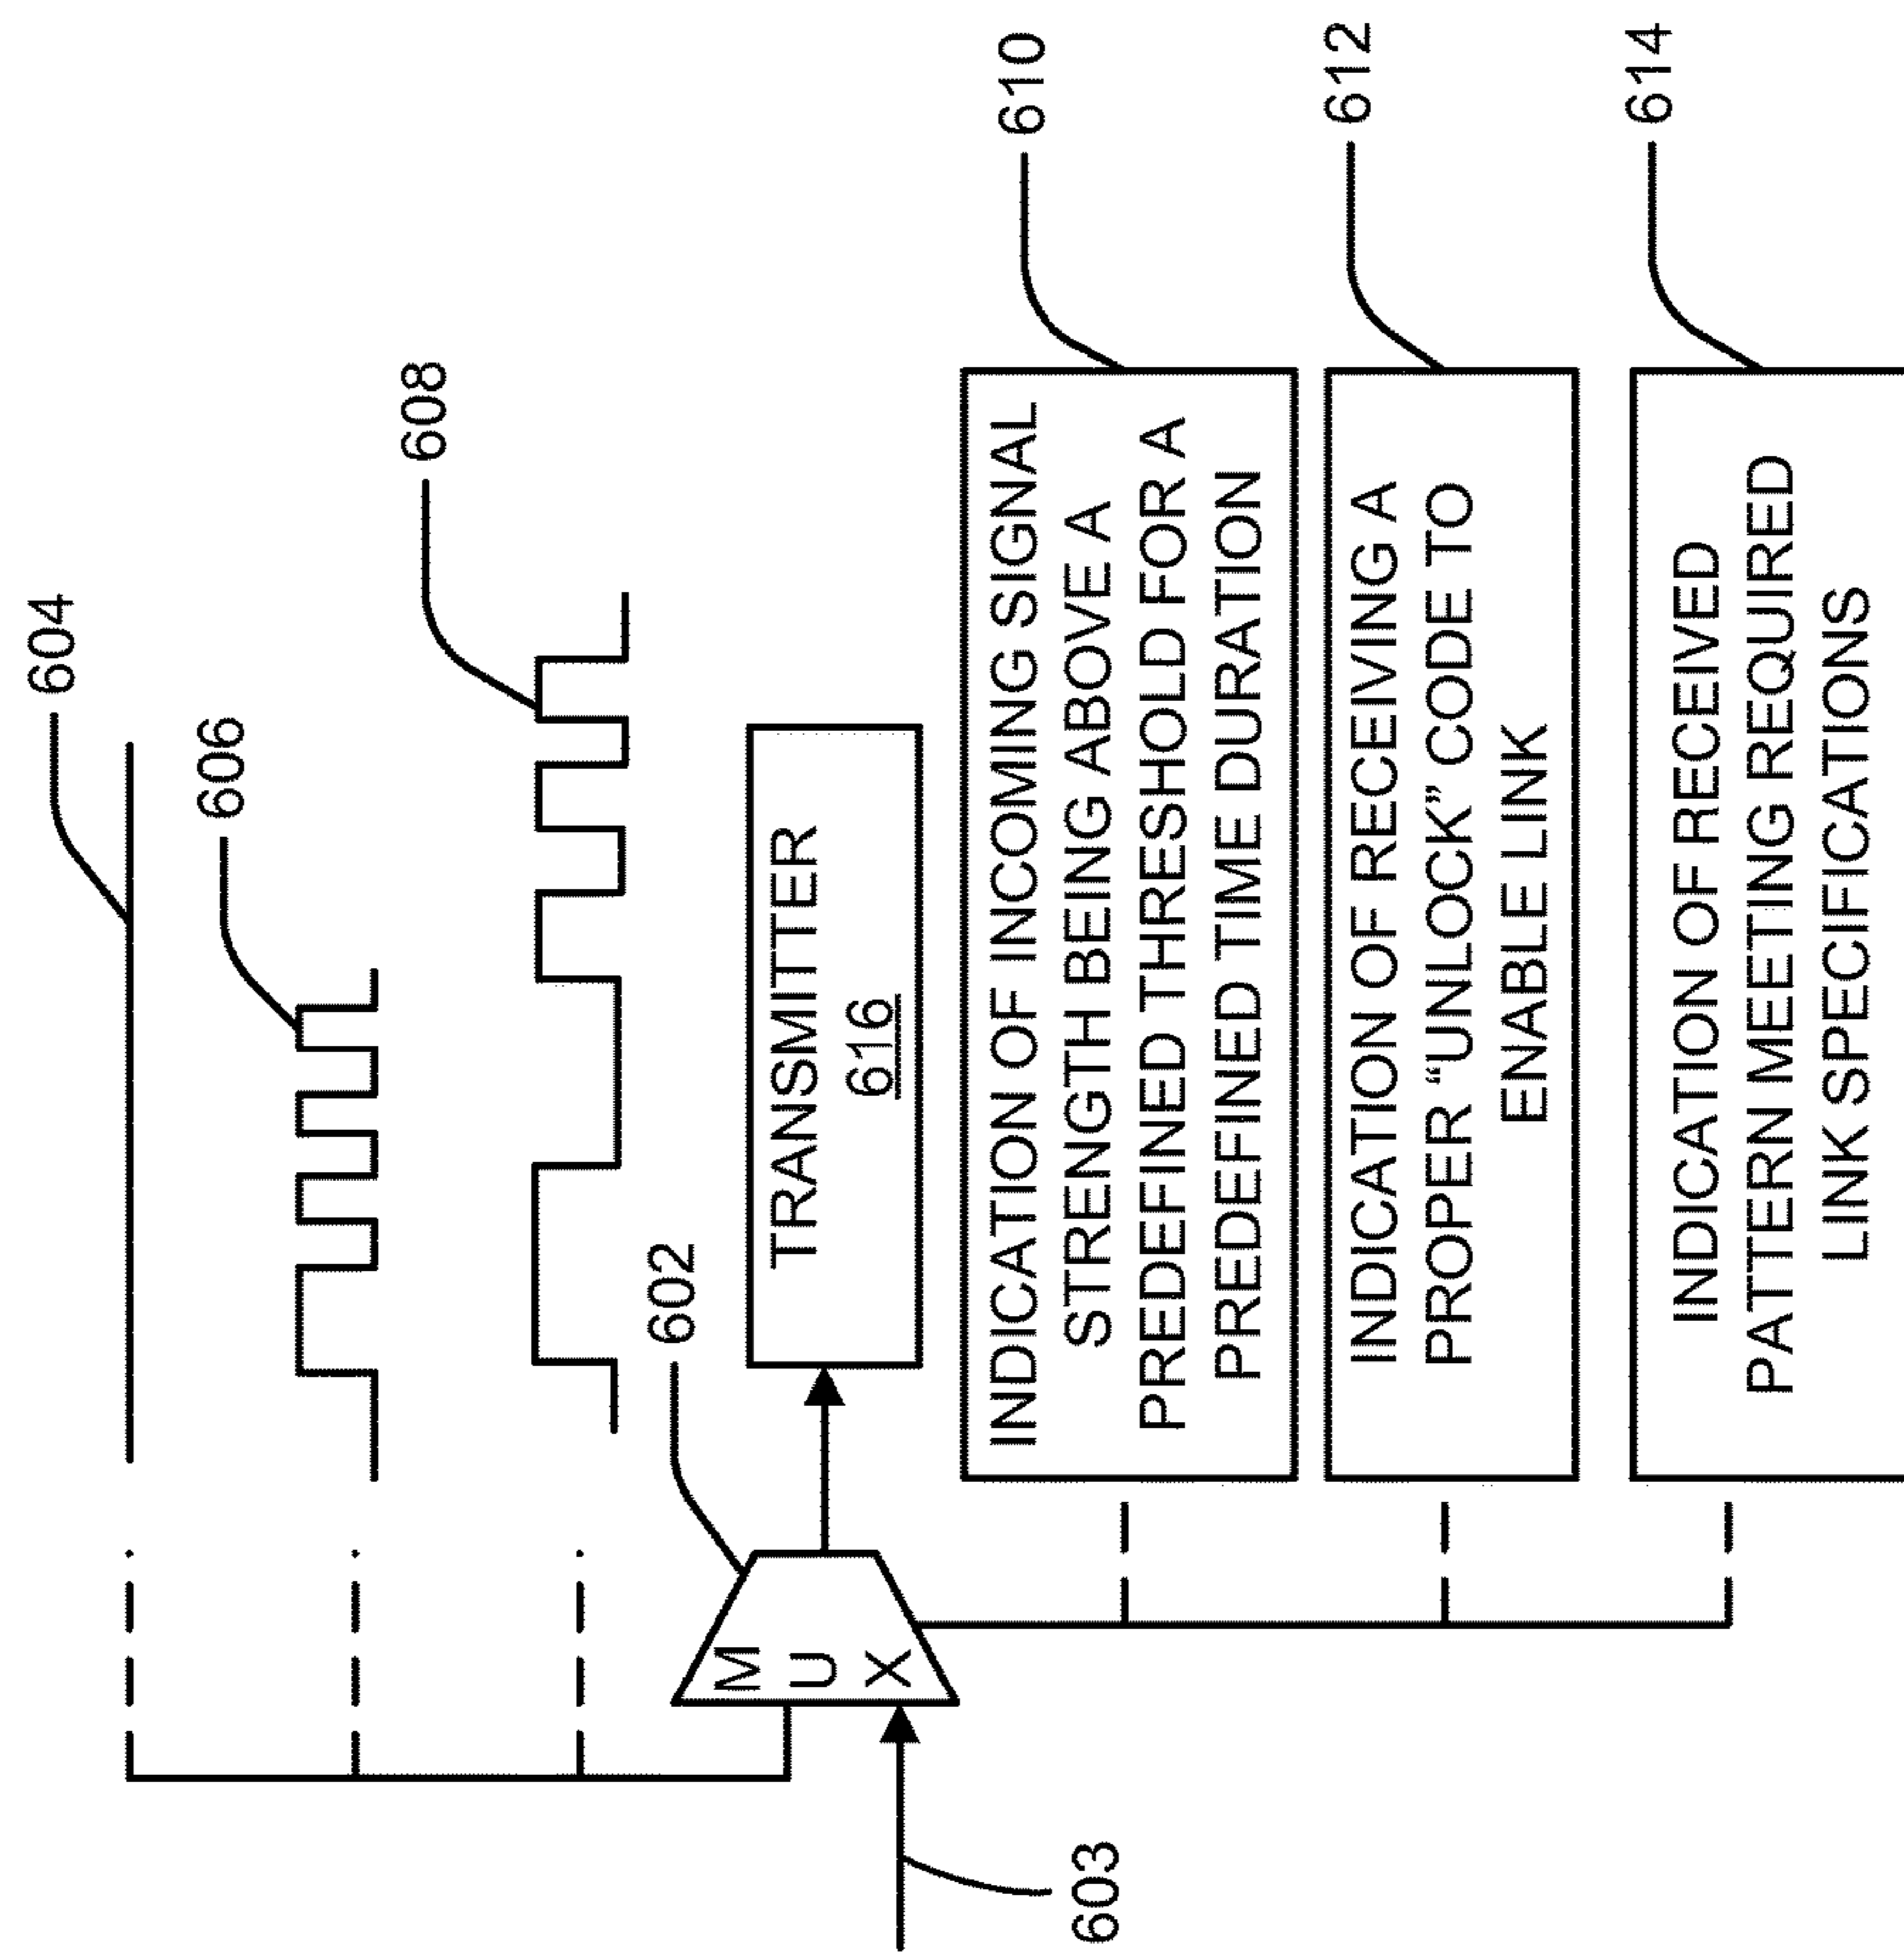 604
606
608
602
M
U
X
603
TRANSMITTER
616
INDICATION OF INCOMING SIGNAL
STRENGTH BEING ABOVE A
PREDEFINED THRESHOLD FOR A
PREDEFINED TIME DURATION
610
INDICATION OF RECEIVING A
PROPER “UNLOCK” CODE TO
ENABLE LINK
612
INDICATION OF RECEIVED
PATTERN MEETING REQUIRED
LINK SPECIFICATIONS
614